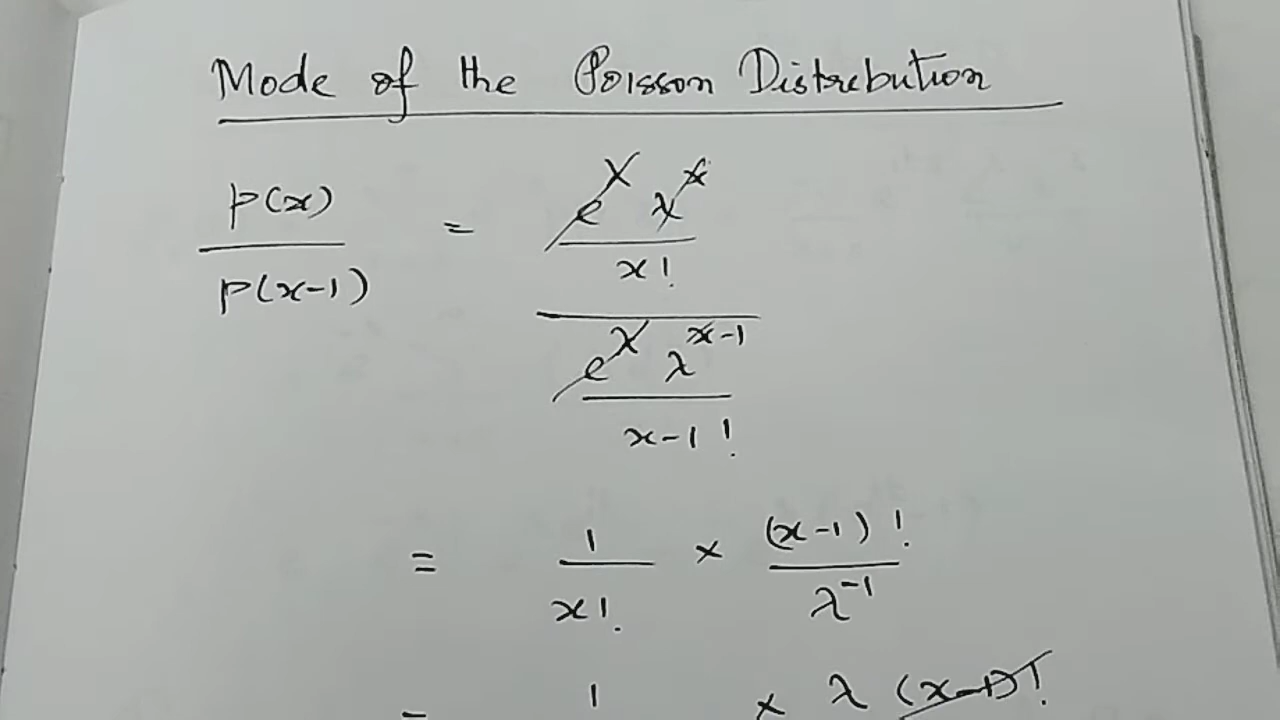 Mode of the Poisson Distribution
P(x) / P(x-1) = e^λ λ^x / x!
e^λ λ^x-1 / x-1 !
= 1 / x! × (x-1) ! / λ^-1
= 1 × λ (x-1)!